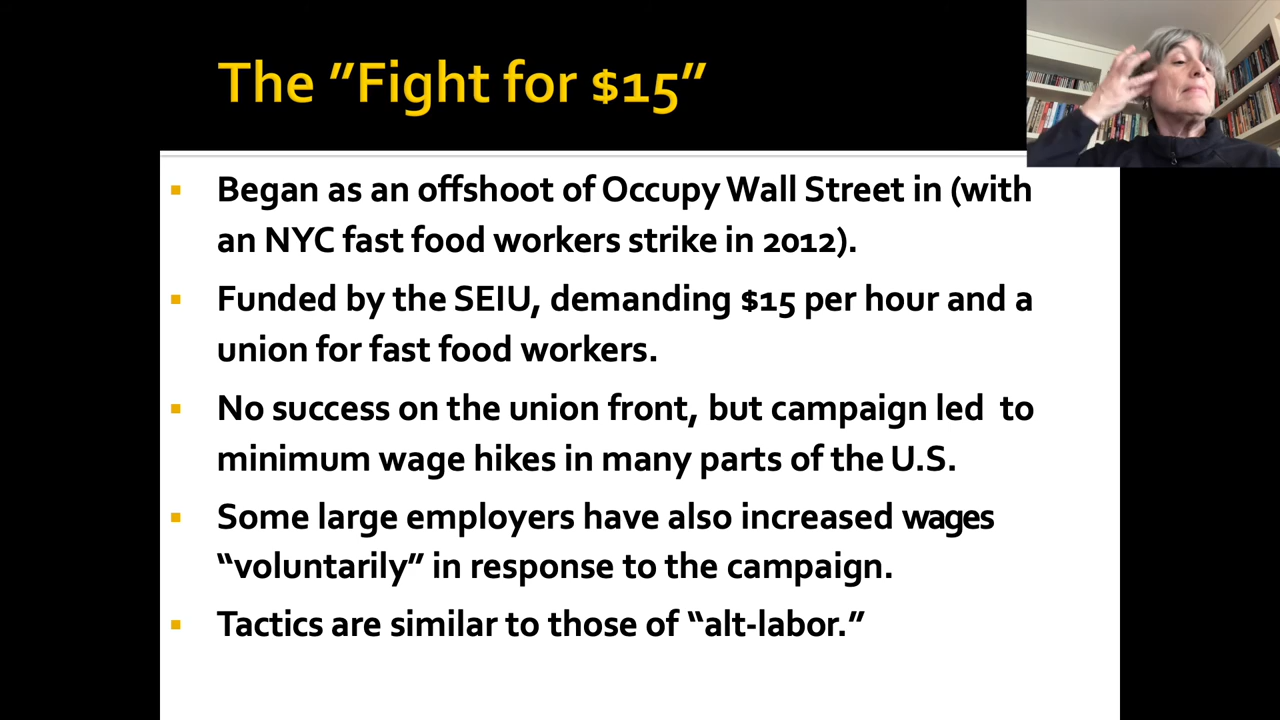 The ”Fight for $15”
Began as an offshoot of Occupy Wall Street in (with
an NYC fast food workers strike in 2012).
Funded by the SEIU, demanding $15 per hour and a
union for fast food workers.
No success on the union front, but campaign led  to
minimum wage hikes in many parts of the U.S.
Some large employers have also increased wages
“voluntarily” in response to the campaign.
Tactics are similar to those of “alt-labor.”